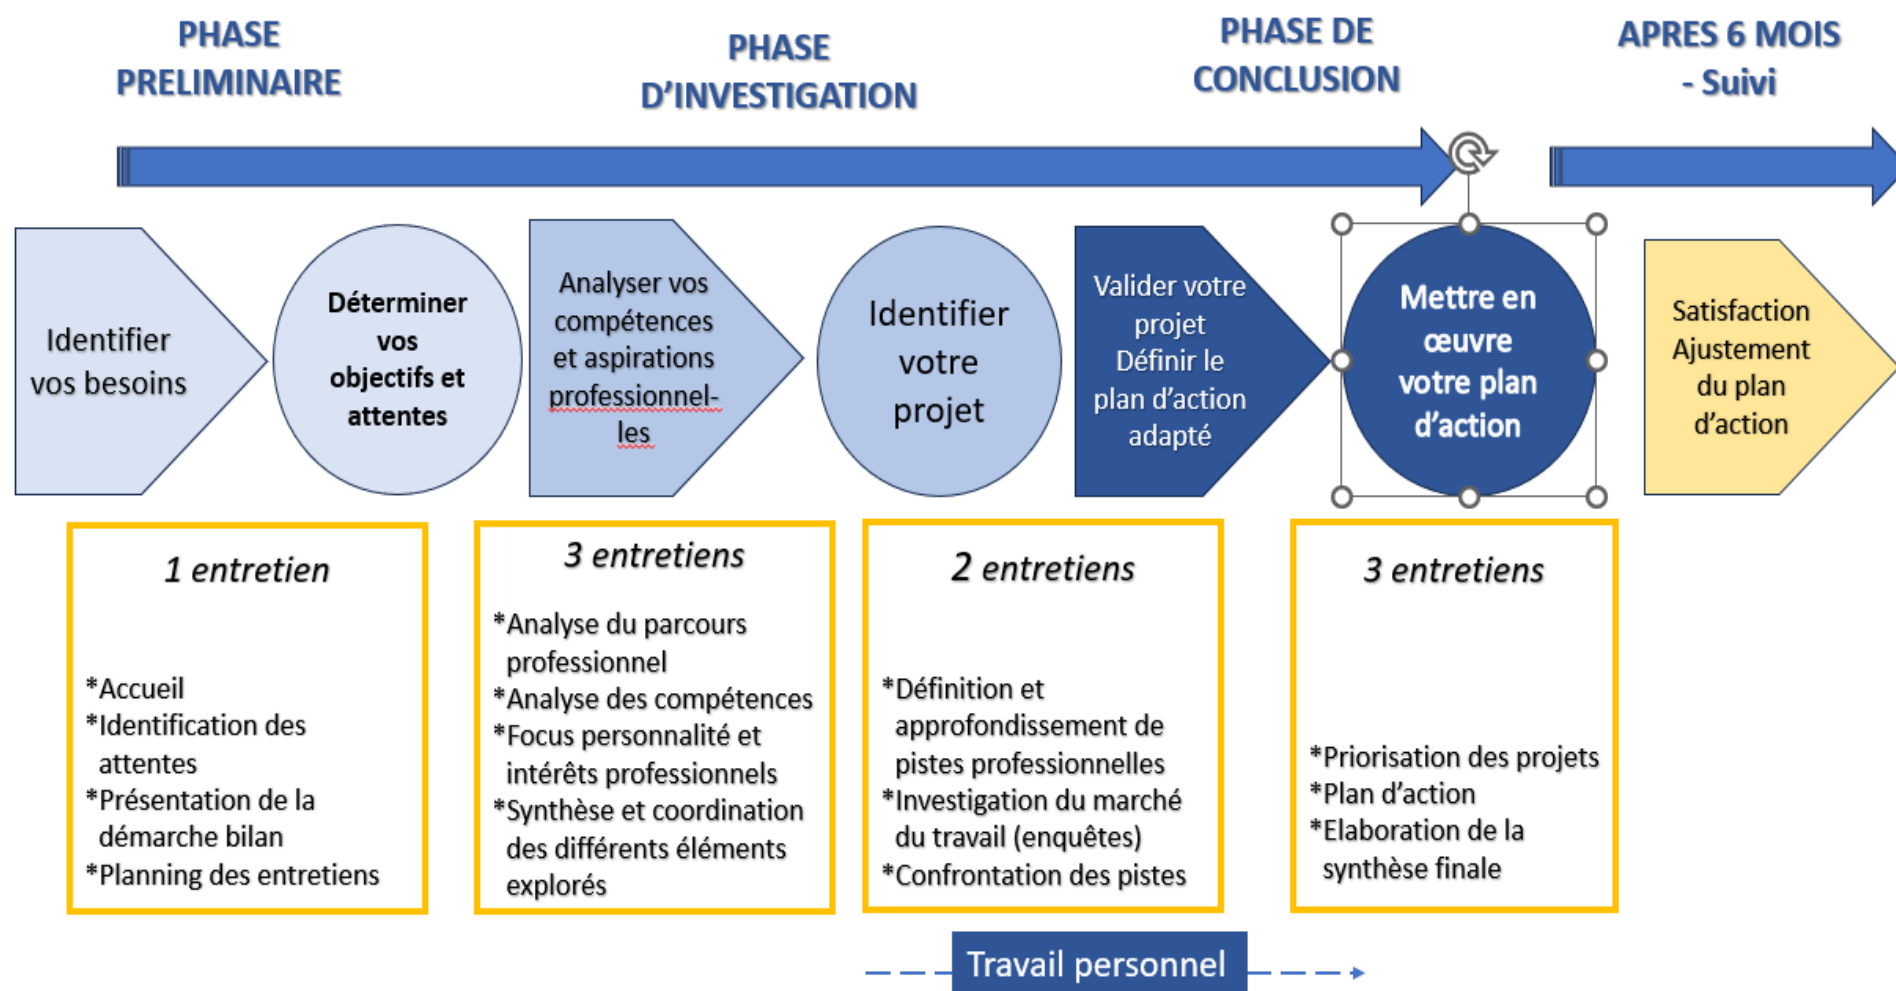 PHASE
PRELIMINAIRE
PHASE
D’INVESTIGATION
PHASE DE
CONCLUSION
APRES 6 MOIS
- Suivi
Identifier
vos besoins
Déterminer
vos
objectifs et
attentes
Analyser vos
compétences
et aspirations
professionnel-
les
Identifier
votre
projet
Valider votre
projet
Définir le
plan d’action
adapté
Mettre en
œuvre
votre plan
d’action
Satisfaction
Ajustement
du plan
d’action
1 entretien
*Accueil
*Identification des
attentes
*Présentation de la
démarche bilan
*Planning des entretiens
3 entretiens
*Analyse du parcours
professionnel
*Analyse des compétences
*Focus personnalité et
intérêts professionnels
*Synthèse et coordination
des différents éléments
explorés
2 entretiens
*Définition et
approfondissement de
pistes professionnelles
*Investigation du marché
du travail (enquêtes)
*Confrontation des pistes
3 entretiens
*Priorisation des projets
*Plan d’action
*Elaboration de la
synthèse finale
Travail personnel